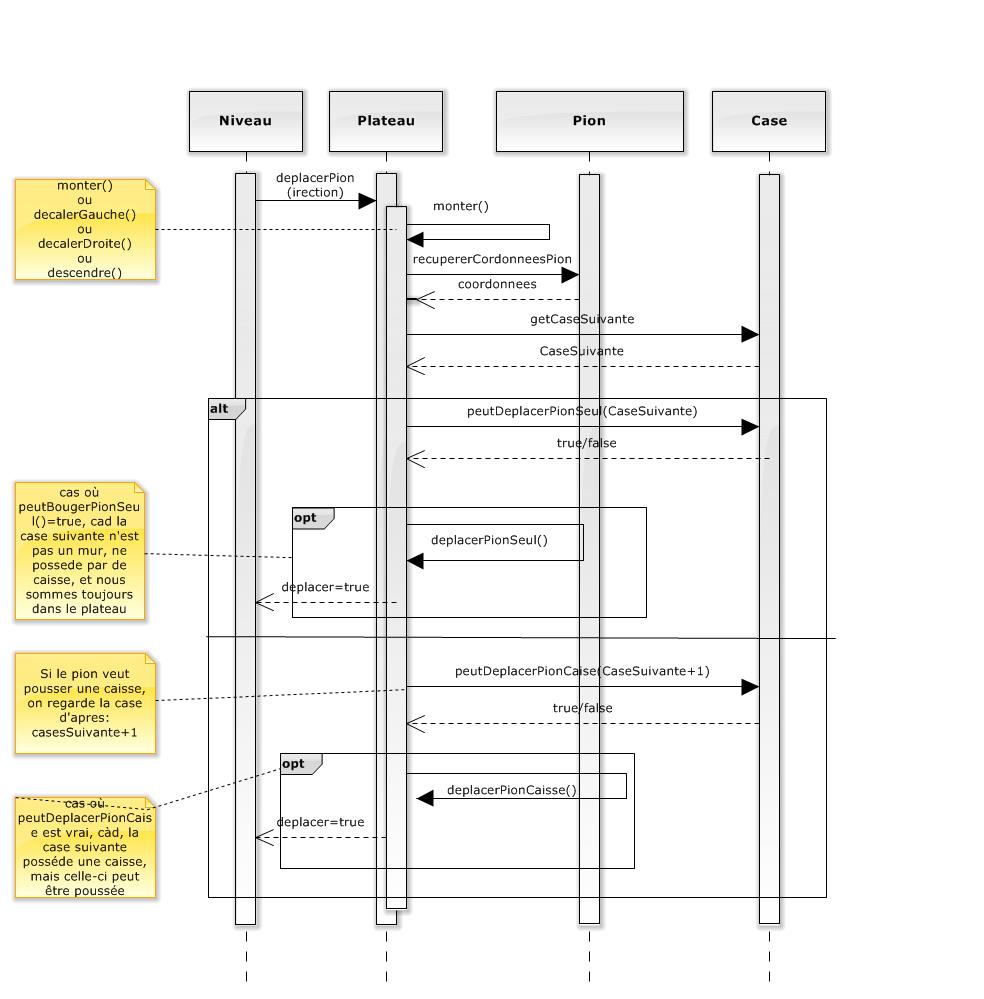 Niveau
Plateau
Pion
Case
deplacerPion
(irection)
monter()
ou
decalerGauche()
ou
decalerDroite()
ou
descendre()
monter()
recupererCordonneesPion
coordonnees
getCaseSuivante
CaseSuivante
alt
peutDeplacerPionSeul(CaseSuivante)
true/false
cas où
peutBougerPionSeu
l()=true, cad la
case suivante n'est
pas un mur, ne
possede par de
caisse, et nous
sommes toujours
dans le plateau
opt
deplacerPionSeul()
deplacer=true
Si le pion veut
pousser une caisse,
on regarde la case
d'apres:
casesSuivante+1
peutDeplacerPionCaise(CaseSuivante+1)
true/false
opt
deplacerPionCaisse()
deplacer=true
cas où
peutDeplacerPionCais
e est vrai, càd, la
case suivante
posséde une caisse,
mais celle-ci peut
être poussée